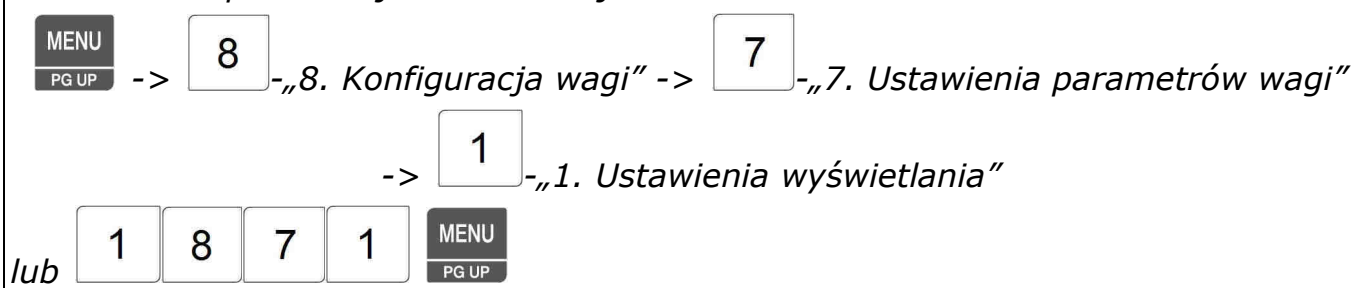 MENU PG UP -> 8 -„8. Konfiguracja wagi” -> 7 -„7. Ustawienia parametrów wagi”
-> 1 -„1. Ustawienia wyświetlania”
lub 1 8 7 1 MENU PG UP